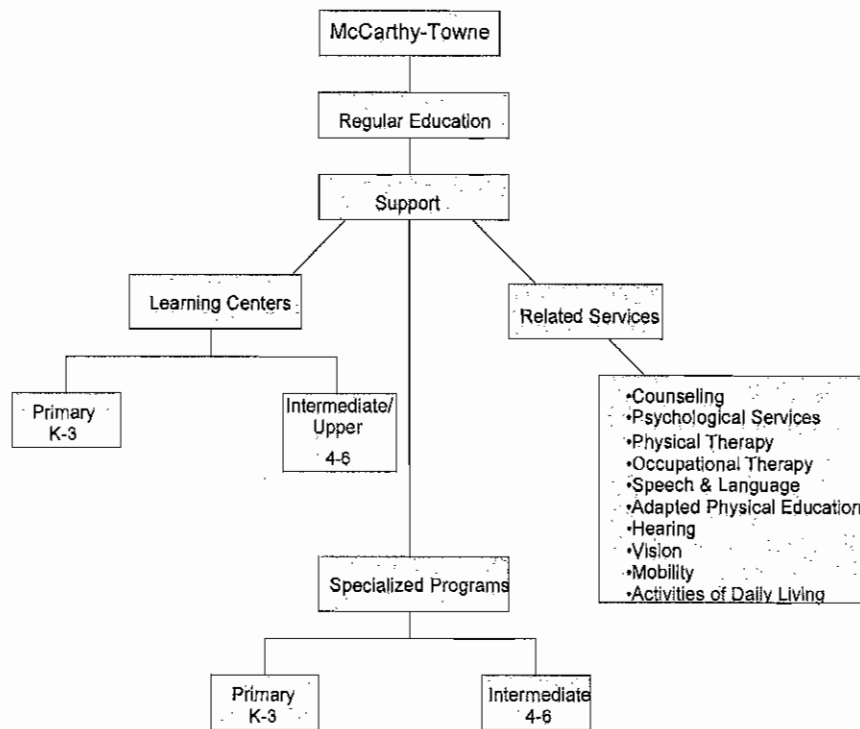 McCarthy-Towne
Regular Education
Support
Learning Centers
Related Services
Primary
K-3
Intermediate/
Upper
4-6
•Counseling
•Psychological Services
•Physical Therapy
•Occupational Therapy
•Speech & Language
•Adapted Physical Education
•Hearing
•Vision
•Mobility
•Activities of Daily Living
Specialized Programs
Primary
K-3
Intermediate
4-6